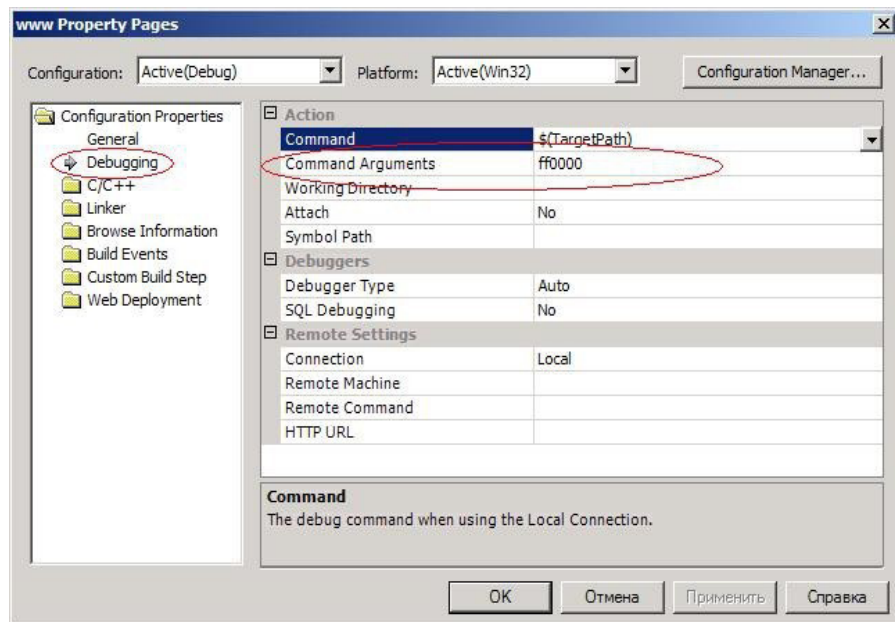 www Property Pages
Configuration: Active(Debug) Platform: Active(Win32) Configuration Manager...
Configuration Properties
General
Debugging
C/C++
Linker
Browse Information
Build Events
Custom Build Step
Web Deployment
Action
Command $(TargetPath)
Command Arguments ff0000
Working Directory
Attach No
Symbol Path
Debuggers
Debugger Type Auto
SQL Debugging No
Remote Settings
Connection Local
Remote Machine
Remote Command
HTTP URL
Command
The debug command when using the Local Connection.
OK Отмена Применить Справка